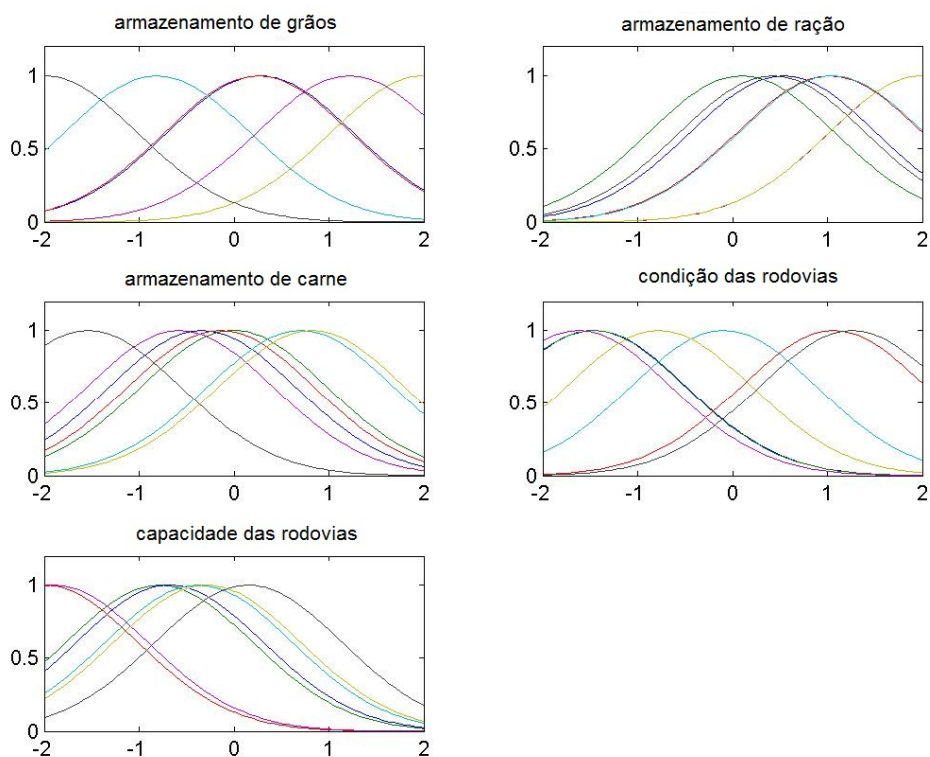 armazenamento de grãos
1
0.5
0
-2 -1 0 1 2
armazenamento de ração
1
0.5
0
-2 -1 0 1 2
armazenamento de carne
1
0.5
0
-2 -1 0 1 2
condição das rodovias
1
0.5
0
-2 -1 0 1 2
capacidade das rodovias
1
0.5
0
-2 -1 0 1 2